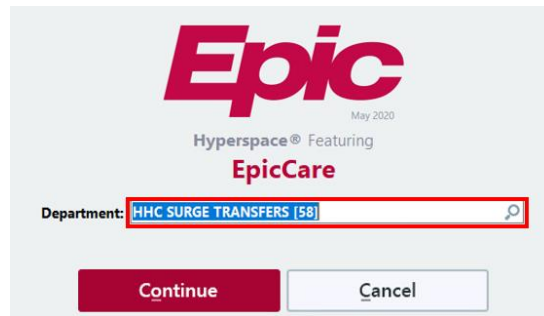 Epic
May 2020
Hyperspace® Featuring
EpicCare
Department: HHC SURGE TRANSFERS [58]
Continue Cancel